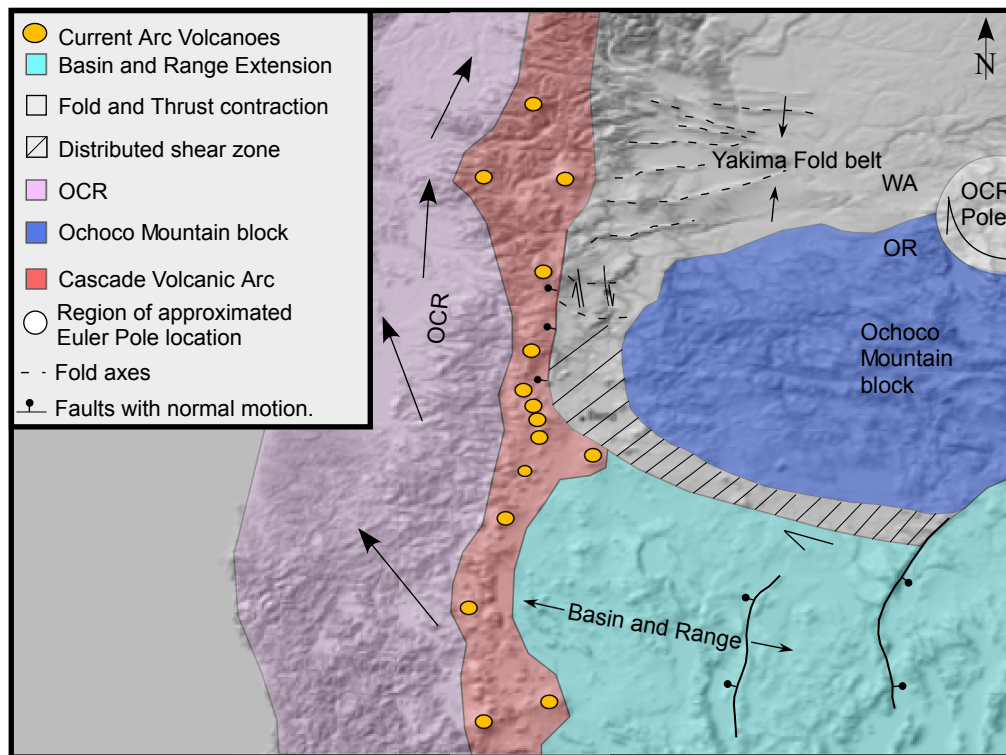 Current Arc Volcanoes
Basin and Range Extension
Fold and Thrust contraction
Distributed shear zone
OCR
Ochoco Mountain block
Cascade Volcanic Arc
Region of approximated
Euler Pole location
Fold axes
Faults with normal motion.
N
Yakima Fold belt
WA
OCR
Pole
OR
OCR
Ochoco
Mountain
block
Basin and Range